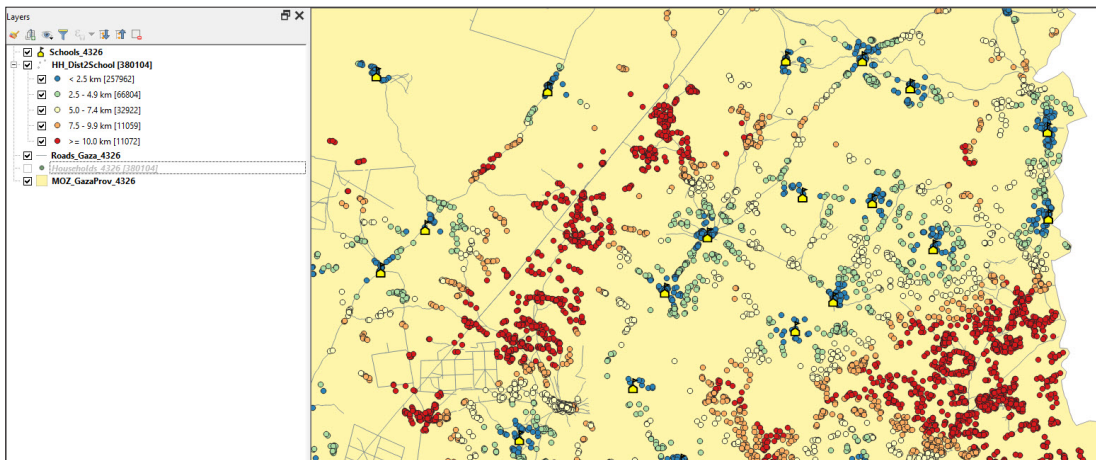 Layers
Schools_4326
HH_Dist2School [380104]
< 2.5 km [257962]
2.5 - 4.9 km [66804]
5.0 - 7.4 km [32922]
7.5 - 9.9 km [11059]
>= 10.0 km [11072]
Roads_Gaza_4326
Households_4326 [380104]
MOZ_GazaProv_4326